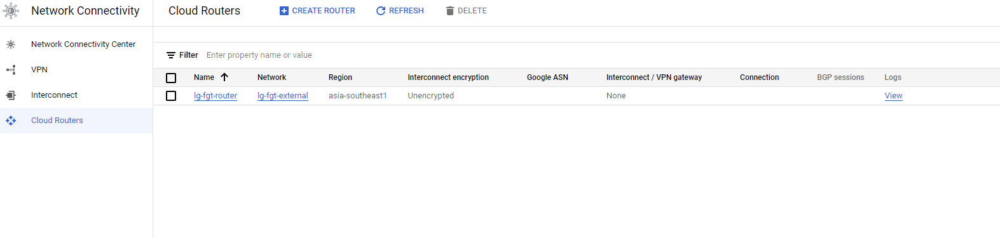 Network Connectivity
Cloud Routers
CREATE ROUTER
REFRESH
DELETE
Network Connectivity Center
VPN
Interconnect
Cloud Routers
Filter Enter property name or value
Name Network Region Interconnect encryption Google ASN Interconnect / VPN gateway Connection BGP sessions Logs
lg-fgt-router lg-fgt-external asia-southeast1 Unencrypted None View